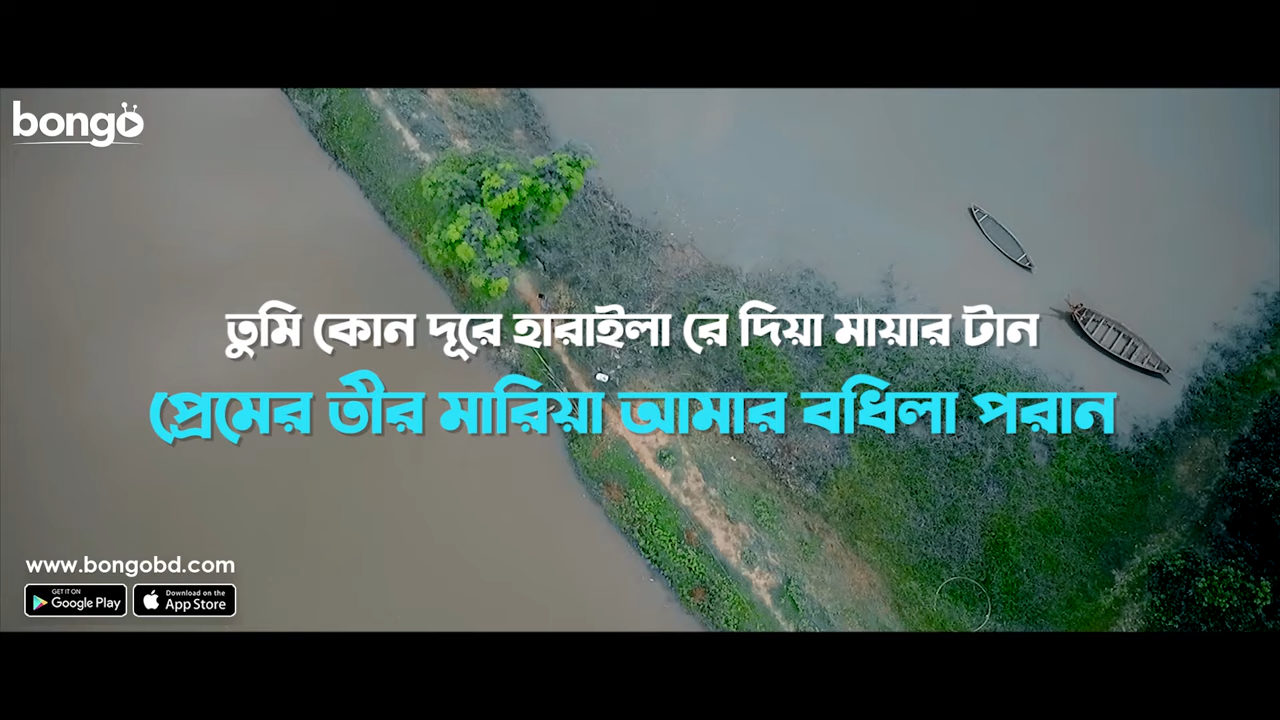 bongo
তুমি কোন দূরে হারাইলা রে দিয়া মায়ার টান
প্রেমের তীর মারিয়া আমার বধিলা পরান
www.bongobd.com
GET IT ON
Google Play
Download on the
App Store